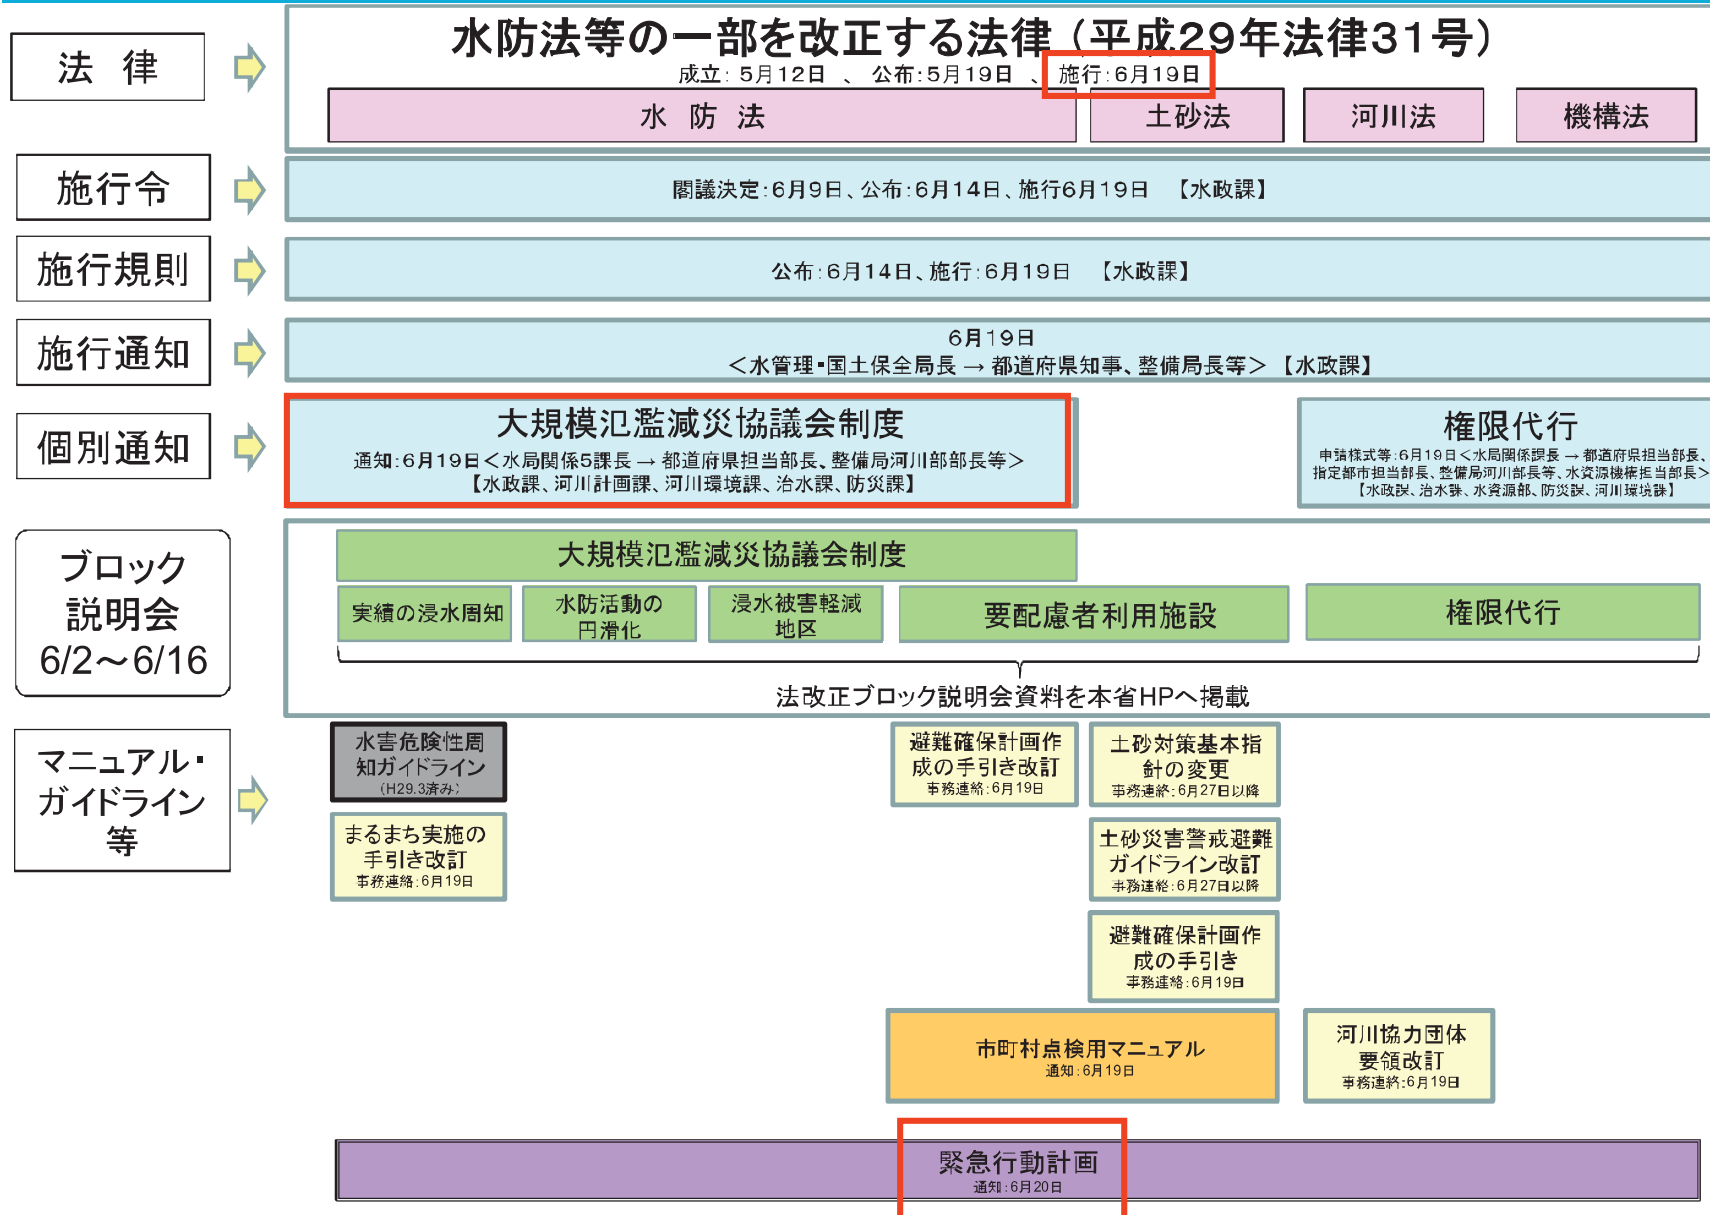 法 律
水防法等の一部を改正する法律（平成29年法律31号）
成立：5月12日 、 公布：5月19日 、 施行：6月19日
水 防 法
土砂法
河川法
機構法
施行令
閣議決定：6月9日、公布：6月14日、施行6月19日 【水政課】
施行規則
公布：6月14日、施行：6月19日 【水政課】
施行通知
6月19日
＜水管理・国土保全局長 → 都道府県知事、整備局長等＞ 【水政課】
個別通知
大規模氾濫減災協議会制度
通知：6月19日＜水局関係5課長 → 都道府県担当部長、整備局河川部部長等＞
【水政課、河川計画課、河川環境課、治水課、防災課】
権限代行
申請様式等：6月19日＜水局関係課長 → 都道府県担当部長、
指定都市担当部長、整備局河川部長等、水資源機構担当部長＞
【水政課、治水課、水資源部、防災課、河川環境課】
ブロック
説明会
6/2～6/16
大規模氾濫減災協議会制度
実績の浸水周知
水防活動の
円滑化
浸水被害軽減
地区
要配慮者利用施設
権限代行
法改正ブロック説明会資料を本省HPへ掲載
マニュアル・
ガイドライン
等
水害危険性周
知ガイドライン
（H29.3済み）
避難確保計画作
成の手引き改訂
事務連絡：6月19日
土砂対策基本指
針の変更
事務連絡：6月27日以降
まるまち実施の
手引き改訂
事務連絡：6月19日
土砂災害警戒避難
ガイドライン改訂
事務連絡：6月27日以降
避難確保計画作
成の手引き
事務連絡：6月19日
市町村点検用マニュアル
通知：6月19日
河川協力団体
要領改訂
事務連絡：6月19日
緊急行動計画
通知：6月20日